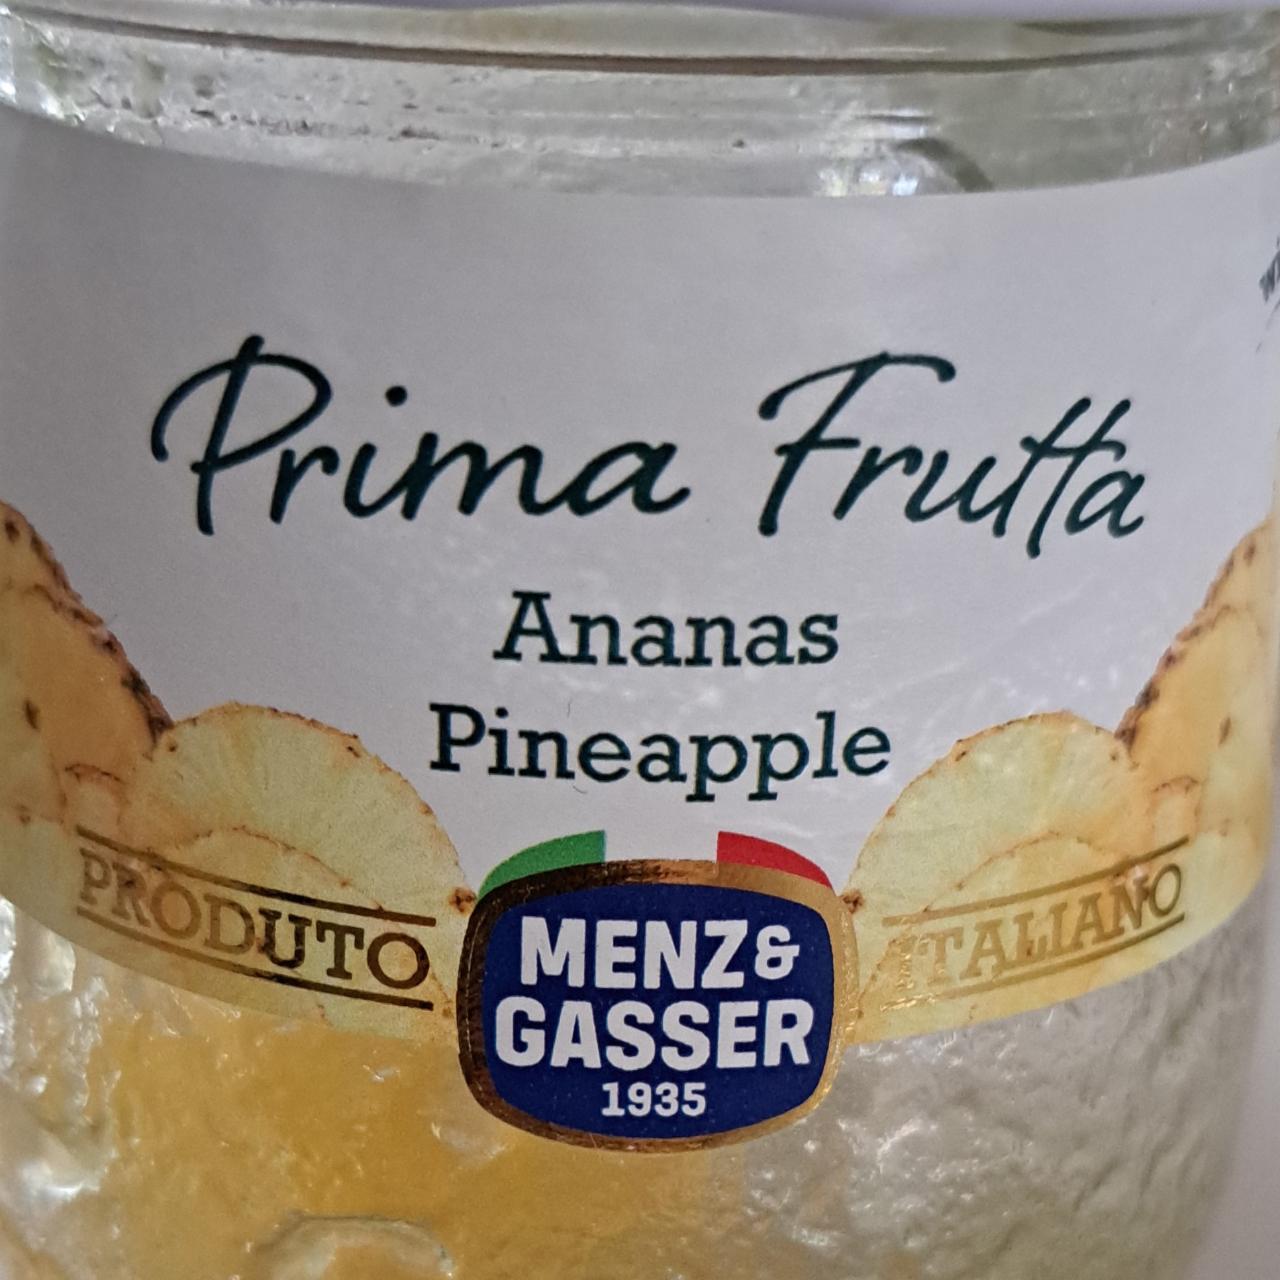 Prima Frutta
Ananas
Pineapple
PRODUTO
ITALIANO
MENZ&
GASSER
1935